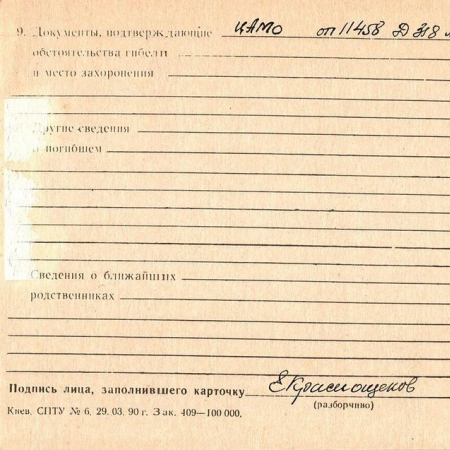 9. Документы, подтверждающие ЦАМО оп 11458 Д 318
обстоятельства гибели
и место захоронения
Другие сведения
о погибшем
Сведения о ближайших
родственниках
Подпись лица, заполнившего карточку Е Краснощеков
(разборчиво)
Киев. СПТУ № 6. 29. 03. 90 г. Зак. 409—100 000.